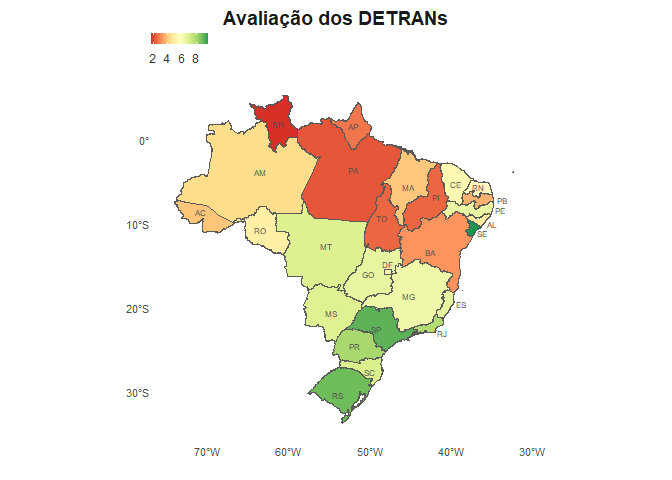 Avaliação dos DETRANs
2 4 6 8
RR
AP
0°
AM
PA
MA
CE
RN
PI
PB
PE
AC
TO
AL
10°S
RO
SE
MT
BA
DF
GO
MG
ES
20°S
MS
SP
RJ
PR
SC
30°S
RS
70°W 60°W 50°W 40°W 30°W